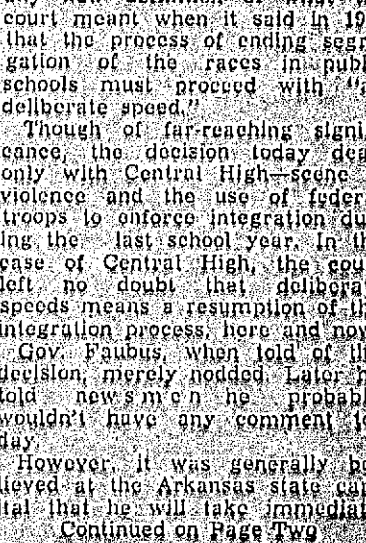 court meant when it said in 19
that the process of ending segre
gation of the races in publ
schools must proceed with "a
deliberate speed."
Though of far-reaching signi
cance, the decision today dea
only with Central High—scene
violence and the use of feder
troops to enforce integration du
ing the last school year. In th
case of Central High, the cour
left no doubt that deliberat
speeds means a resumption of th
integration process, here and now
Gov. Faubus, when told of th
decision, merely nodded. Later h
told newsmen he probabl
wouldn't have any comment to
day.
However, it was generally be
lieved at the Arkansas state cap
ital that he will take immediat
Continued on Page Two